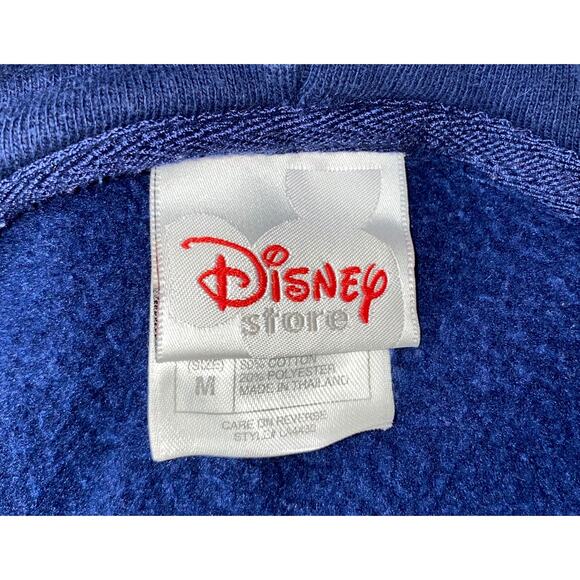 Disney
store
(SIZE)
M
80% COTTON
20% POLYESTER
MADE IN THAILAND
CARE ON REVERSE
STYLE#